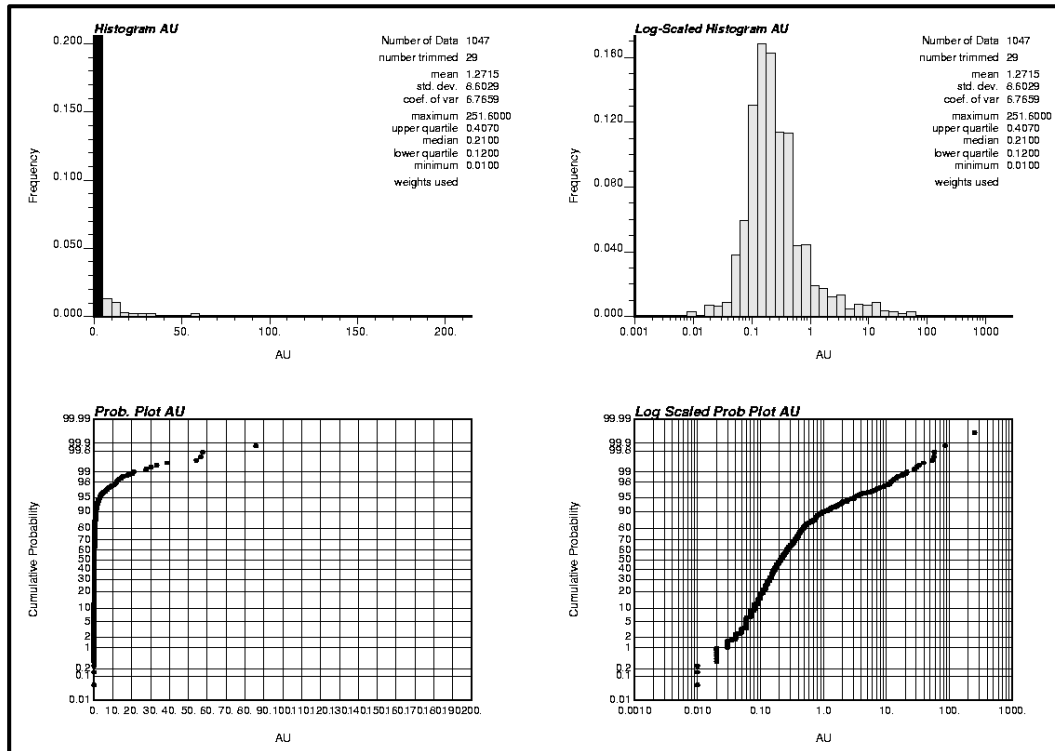 Histogram AU
0.200
0.150
0.100
0.050
0.000
Frequency
Number of Data 1047
number trimmed 29
mean 1.2715
std. dev. 8.6029
coef. of var 6.7659
maximum 251.6000
upper quartile 0.4070
median 0.2100
lower quartile 0.1200
minimum 0.0100
weights used
0. 50. 100. 150. 200.
AU
Log-Scaled Histogram AU
0.160
0.120
0.080
0.040
0.000
Frequency
Number of Data 1047
number trimmed 29
mean 1.2715
std. dev. 8.6029
coef. of var 6.7659
maximum 251.6000
upper quartile 0.4070
median 0.2100
lower quartile 0.1200
minimum 0.0100
weights used
0.001 0.01 0.1 1 10 100 1000
AU
Prob. Plot AU
99.99
99.9
99.8
99
98
95
90
80
70
60
50
40
30
20
10
5
2
1
0.2
0.1
0.01
Cumulative Probability
0. 10. 20. 30. 40. 50. 60. 70. 80. 90.100.110.120.130.140.150.160.170.180.190.200.
AU
Log Scaled Prob Plot AU
99.99
99.9
99.8
99
98
95
90
80
70
60
50
40
30
20
10
5
2
1
0.2
0.1
0.01
Cumulative Probability
0.0010 0.010 0.10 1.0 10. 100. 1000.
AU